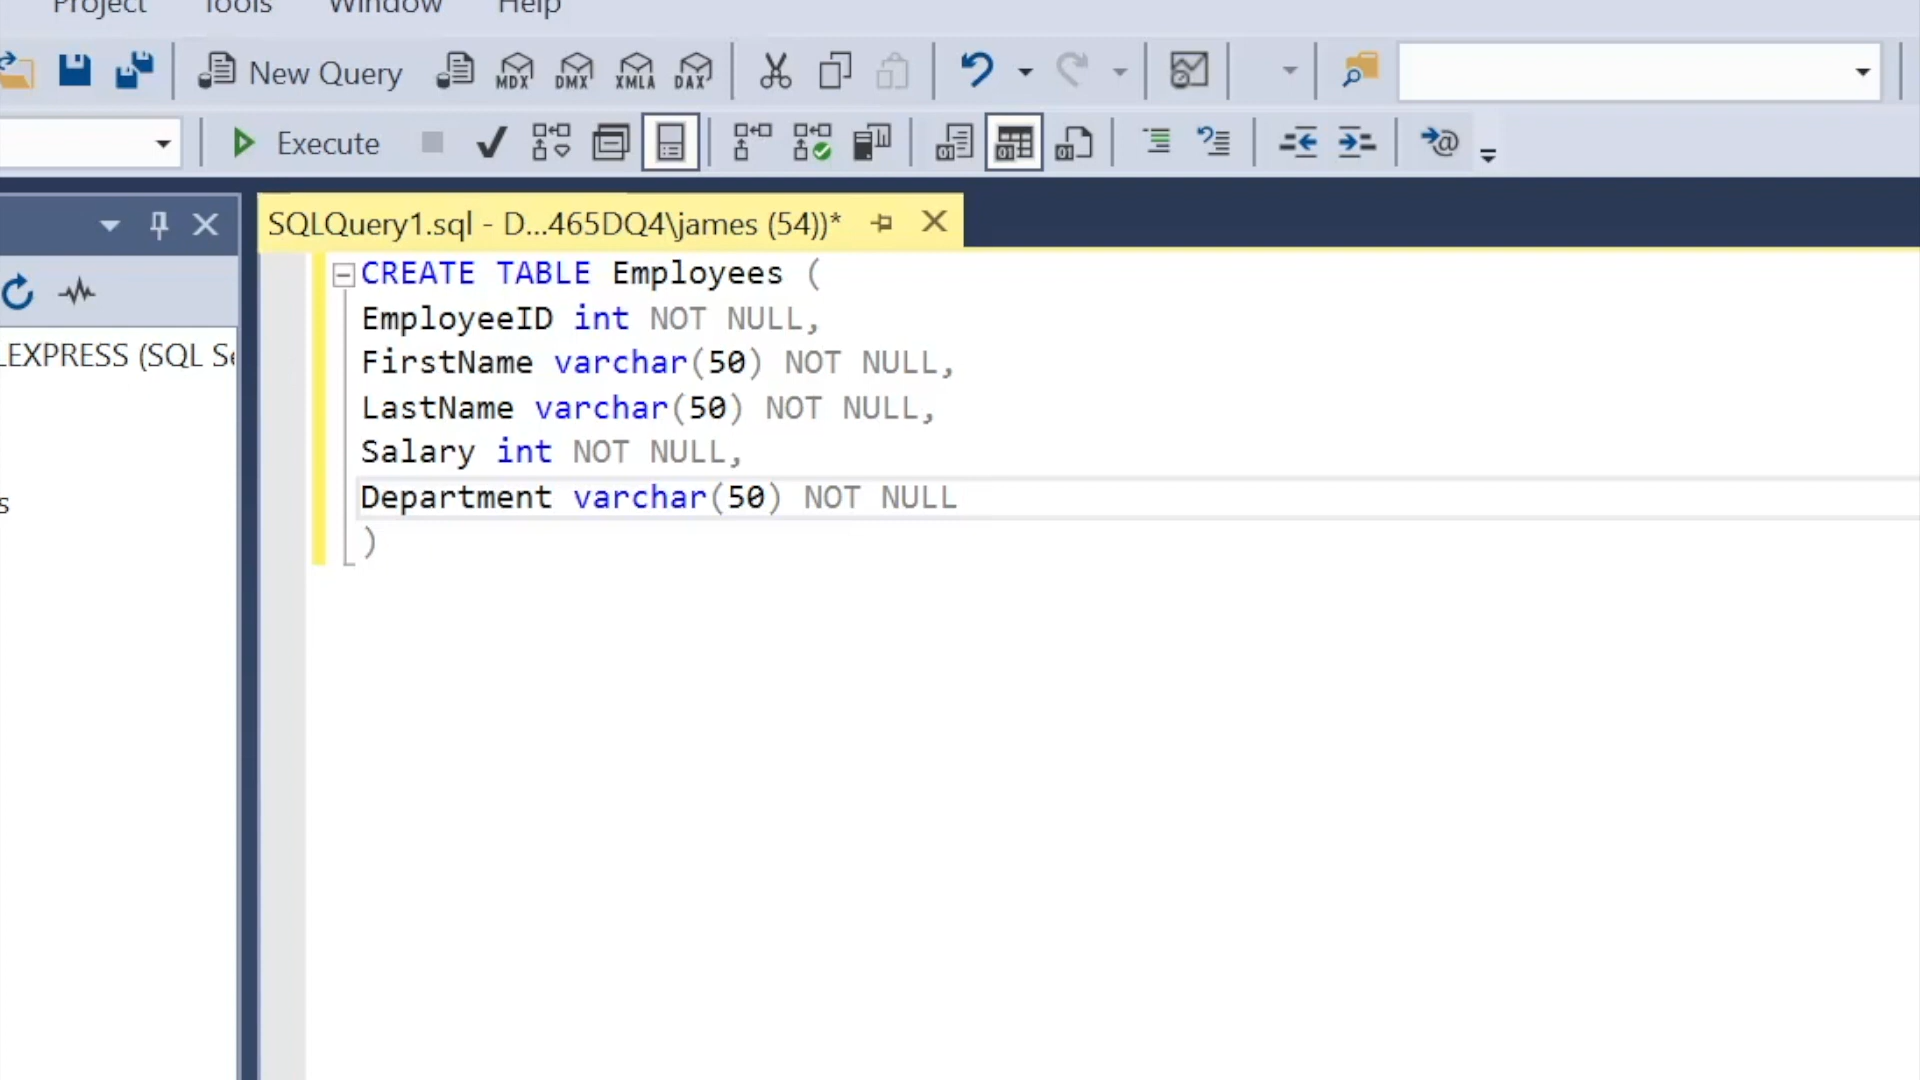 Project Tools Window Help
New Query MDX DMX XMLA DAX
Execute
SQLQuery1.sql - D...465DQ4\james (54))*
LEXPRESS (SQL Se
s
CREATE TABLE Employees (
EmployeeID int NOT NULL,
FirstName varchar(50) NOT NULL,
LastName varchar(50) NOT NULL,
Salary int NOT NULL,
Department varchar(50) NOT NULL
)